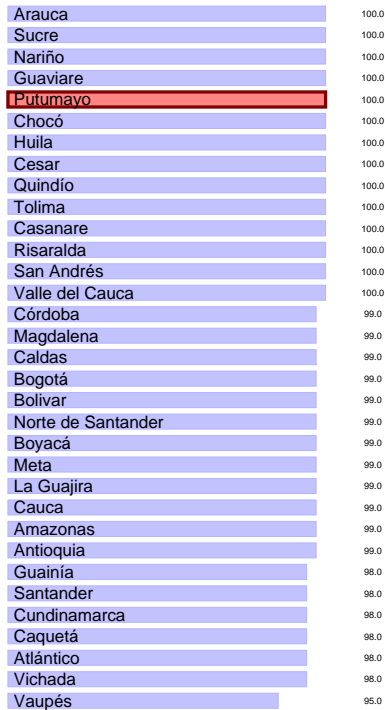 Arauca 100.0
Sucre 100.0
Nariño 100.0
Guaviare 100.0
Putumayo 100.0
Chocó 100.0
Huila 100.0
Cesar 100.0
Quindío 100.0
Tolima 100.0
Casanare 100.0
Risaralda 100.0
San Andrés 100.0
Valle del Cauca 100.0
Córdoba 99.0
Magdalena 99.0
Caldas 99.0
Bogotá 99.0
Bolivar 99.0
Norte de Santander 99.0
Boyacá 99.0
Meta 99.0
La Guajira 99.0
Cauca 99.0
Amazonas 99.0
Antioquia 99.0
Guainía 98.0
Santander 98.0
Cundinamarca 98.0
Caquetá 98.0
Atlántico 98.0
Vichada 98.0
Vaupés 95.0